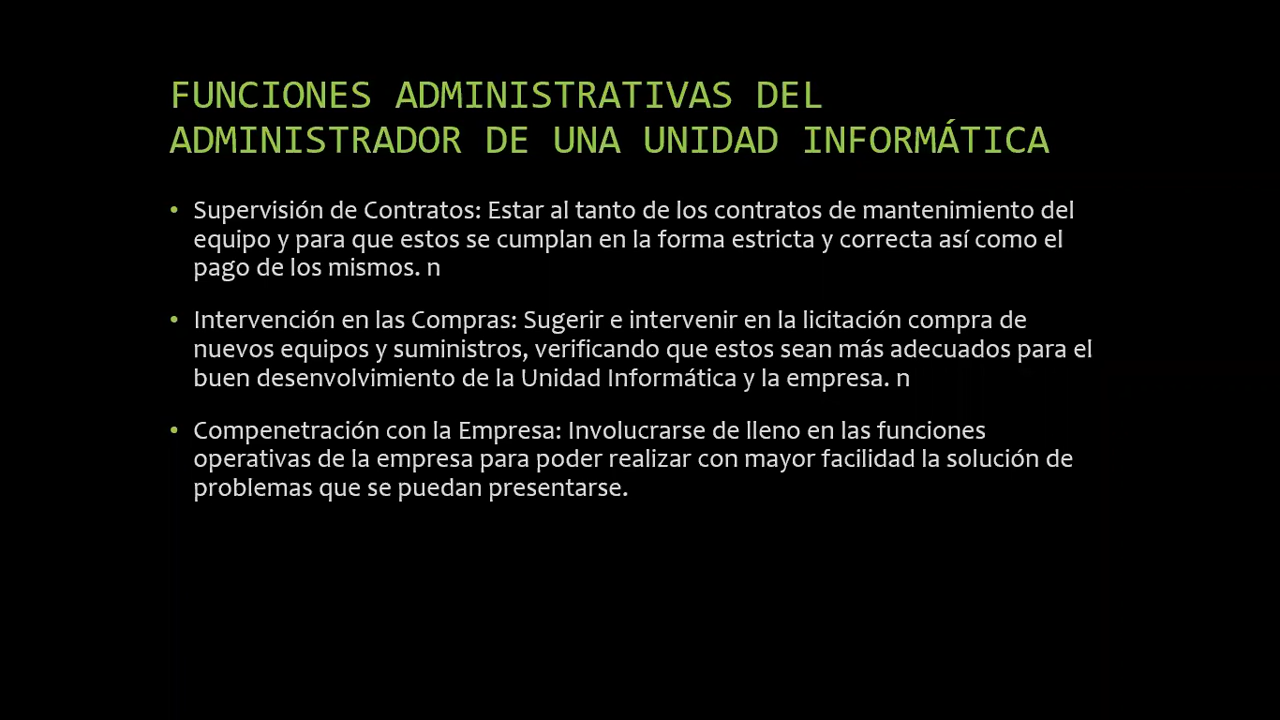 FUNCIONES ADMINISTRATIVAS DEL
ADMINISTRADOR DE UNA UNIDAD INFORMÁTICA
• Supervisión de Contratos: Estar al tanto de los contratos de mantenimiento del
equipo y para que estos se cumplan en la forma estricta y correcta así como el
pago de los mismos. n
• Intervención en las Compras: Sugerir e intervenir en la licitación compra de
nuevos equipos y suministros, verificando que estos sean más adecuados para el
buen desenvolvimiento de la Unidad Informática y la empresa. n
• Compenetración con la Empresa: Involucrarse de lleno en las funciones
operativas de la empresa para poder realizar con mayor facilidad la solución de
problemas que se puedan presentarse.